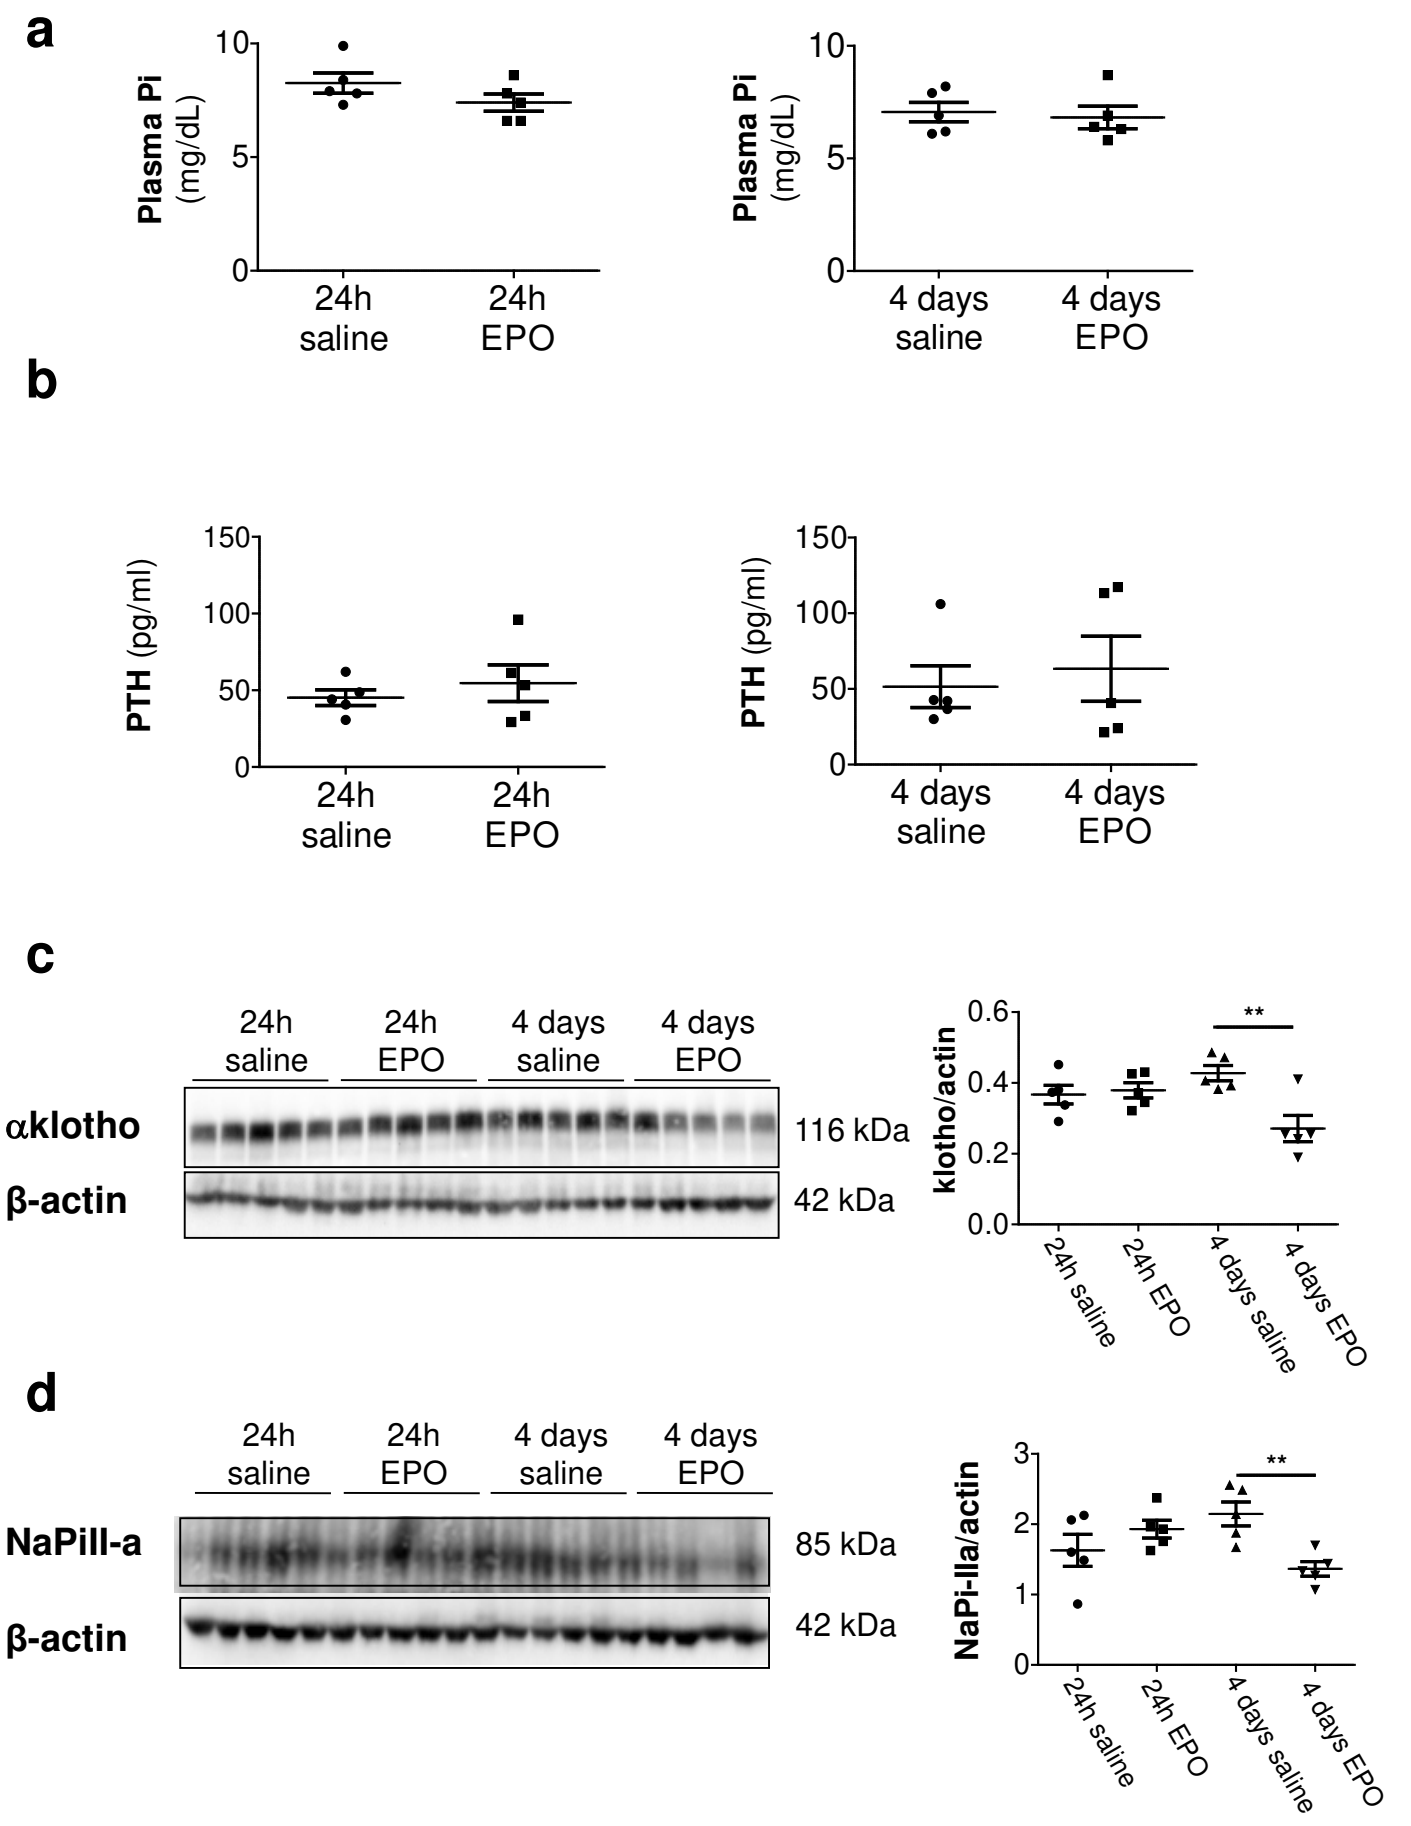 a
Plasma Pi
(mg/dL)
10
5
0
24h
saline
24h
EPO
Plasma Pi
(mg/dL)
10
5
0
4 days
saline
4 days
EPO
b
PTH (pg/ml)
150
100
50
0
24h
saline
24h
EPO
PTH (pg/ml)
150
100
50
0
4 days
saline
4 days
EPO
c
24h
saline
24h
EPO
4 days
saline
4 days
EPO
αklotho
116 kDa
β-actin
42 kDa
klotho/actin
0.6
0.4
0.2
0.0
**
24h saline
24h EPO
4 days saline
4 days EPO
d
24h
saline
24h
EPO
4 days
saline
4 days
EPO
NaPiII-a
85 kDa
β-actin
42 kDa
NaPi-IIa/actin
3
2
1
0
**
24h saline
24h EPO
4 days saline
4 days EPO